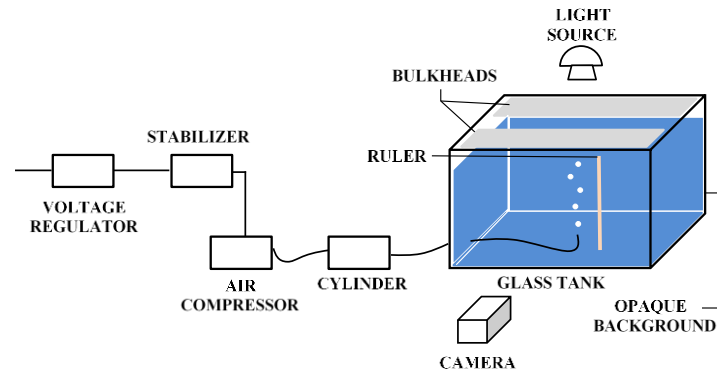 LIGHT
SOURCE
BULKHEADS
STABILIZER
RULER
VOLTAGE
REGULATOR
AIR
COMPRESSOR
CYLINDER
GLASS TANK
OPAQUE
BACKGROUND
CAMERA